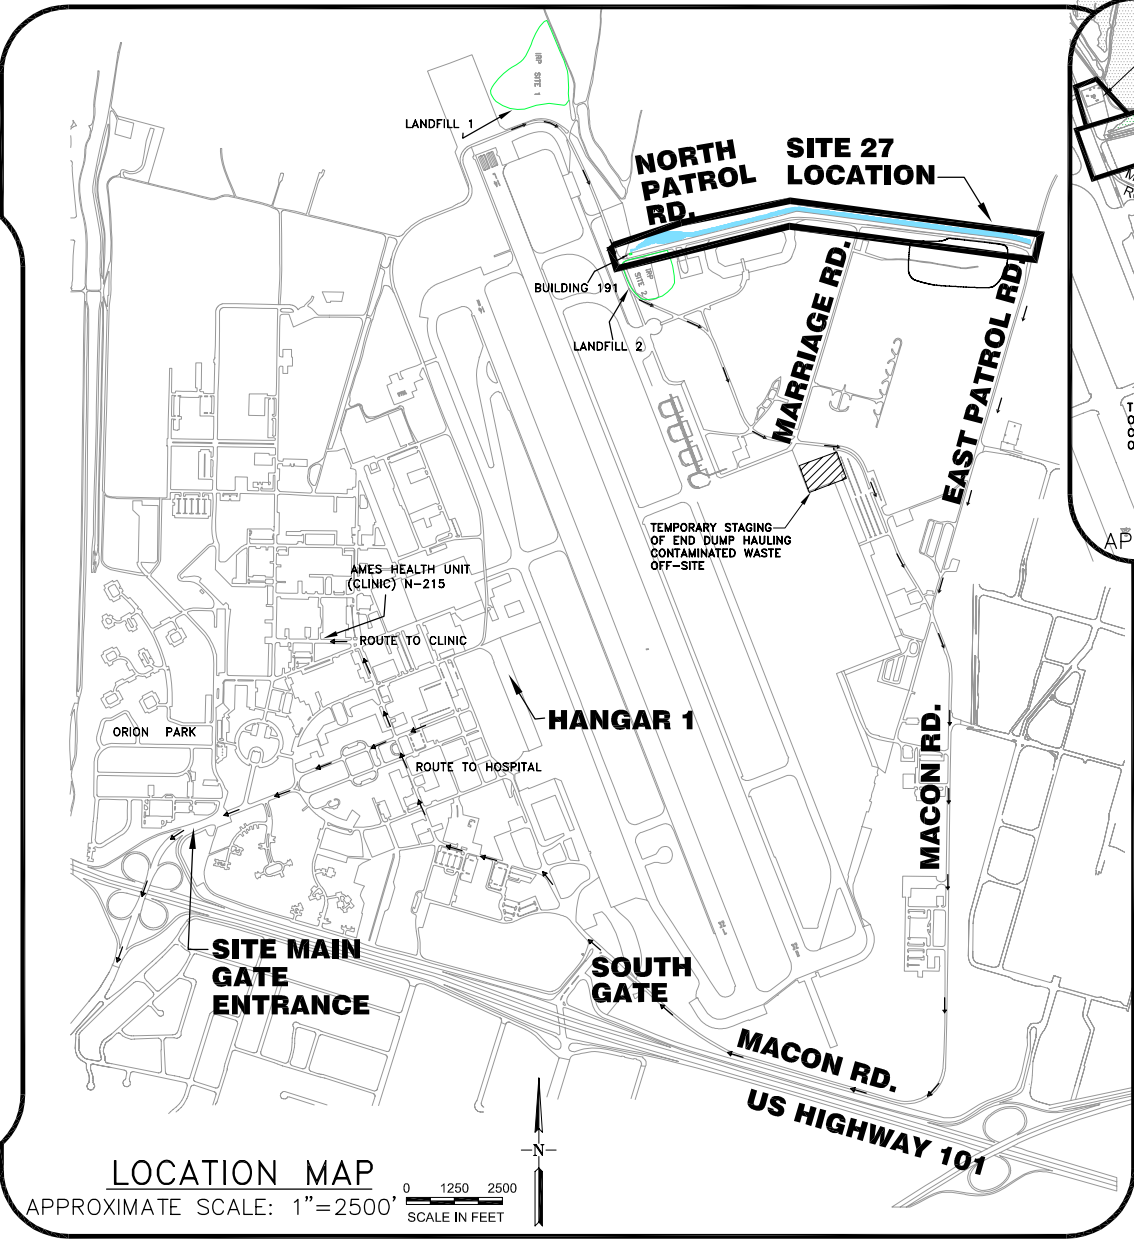 IRP SITE 1
LANDFILL 1
NORTH
PATROL
RD.
SITE 27
LOCATION
BUILDING 191
IRP
SITE 2
LANDFILL 2
MARRIAGE RD.
EAST PATROL RD.
TEMPORARY STAGING
OF END DUMP HAULING
CONTAMINATED WASTE
OFF-SITE
AMES HEALTH UNIT
(CLINIC) N-215
ROUTE TO CLINIC
HANGAR 1
ORION PARK
ROUTE TO HOSPITAL
MACON RD.
SITE MAIN
GATE
ENTRANCE
SOUTH
GATE
MACON RD.
US HIGHWAY 101
N
LOCATION MAP
APPROXIMATE SCALE: 1"=2500'
0 1250 2500
SCALE IN FEET
AP